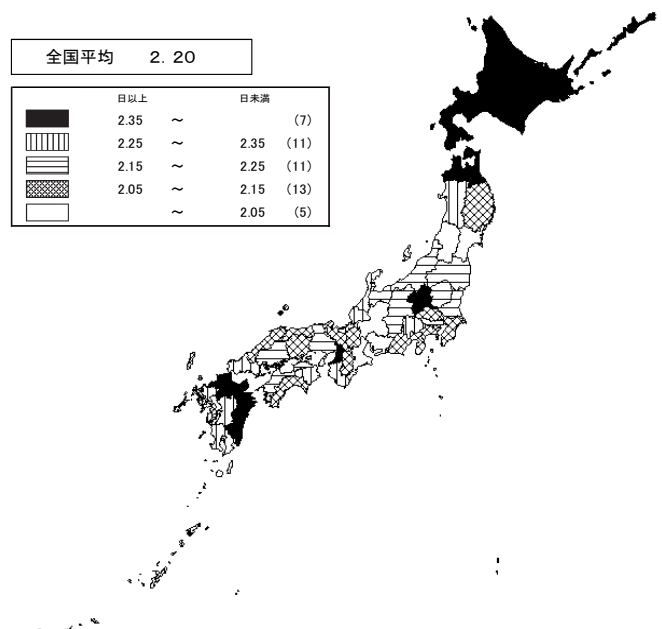 全国平均 2.20
日以上 日未満
2.35 ～ (7)
2.25 ～ 2.35 (11)
2.15 ～ 2.25 (11)
2.05 ～ 2.15 (13)
～ 2.05 (5)